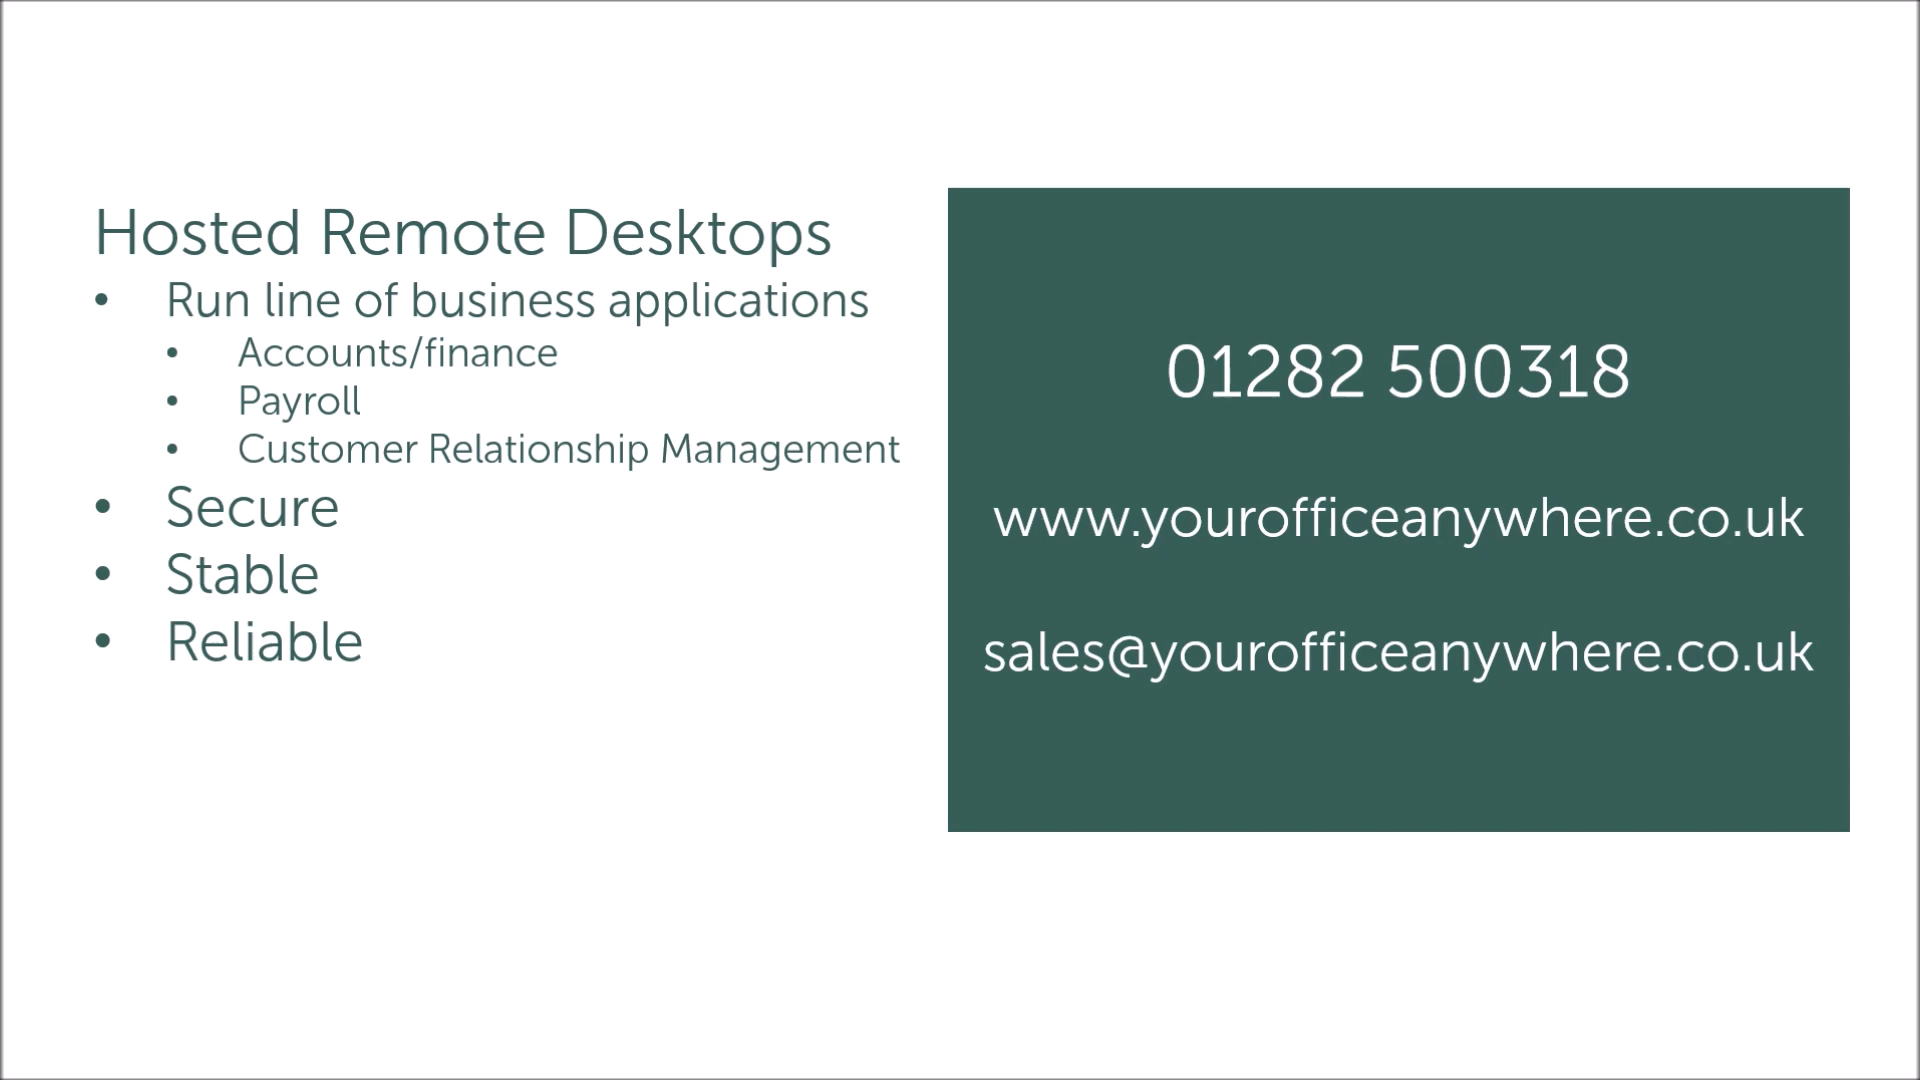 Hosted Remote Desktops
• Run line of business applications
• Accounts/finance
• Payroll
• Customer Relationship Management
• Secure
• Stable
• Reliable
01282 500318
www.yourofficeanywhere.co.uk
sales@yourofficeanywhere.co.uk